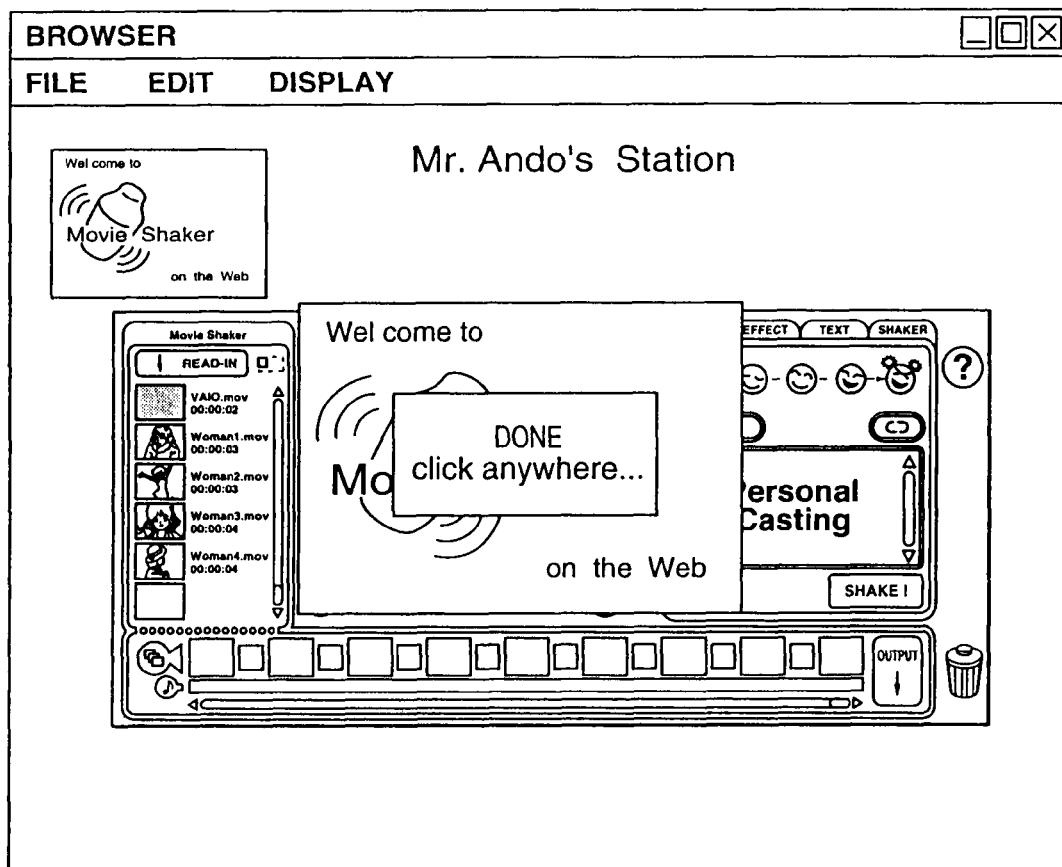 BROWSER
FILE EDIT DISPLAY
Mr. Ando's Station
Wel come to
Movie Shaker
on the Web
Movie Shaker
READ-IN
VAIO.mov
00:00:02
Woman1.mov
00:00:03
Woman2.mov
00:00:03
Woman3.mov
00:00:04
Woman4.mov
00:00:04
Wel come to
Mo
on the Web
DONE
click anywhere...
EFFECT TEXT SHAKER
?
ersonal
Casting
SHAKE !
OUTPUT